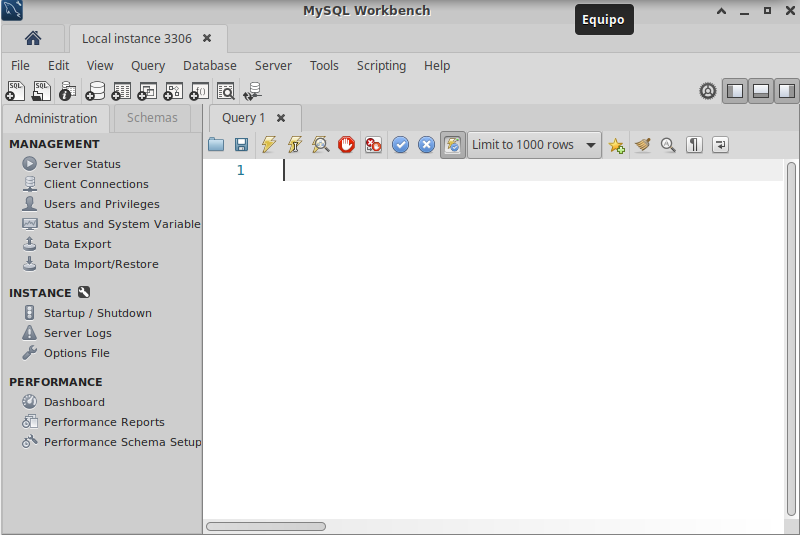 MySQL Workbench
Equipo
Local instance 3306
File Edit View Query Database Server Tools Scripting Help
SQL SQL
Administration Schemas
Query 1
MANAGEMENT
Limit to 1000 rows
Server Status
1
Client Connections
Users and Privileges
Status and System Variable
Data Export
Data Import/Restore
INSTANCE
Startup / Shutdown
Server Logs
Options File
PERFORMANCE
Dashboard
Performance Reports
Performance Schema Setup